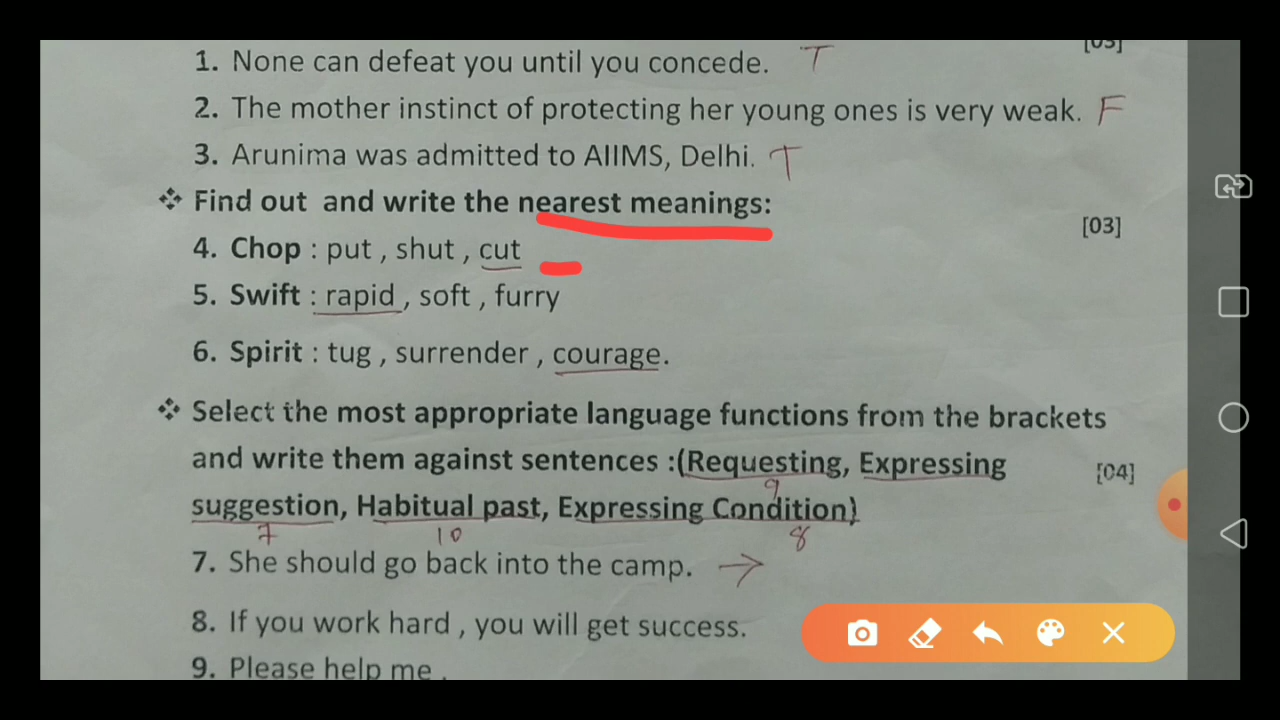 [03]
1. None can defeat you until you concede. T
2. The mother instinct of protecting her young ones is very weak. F
3. Arunima was admitted to AIIMS, Delhi. T
❖ Find out and write the nearest meanings:
[03]
4. Chop : put , shut , cut
5. Swift : rapid , soft , furry
6. Spirit : tug , surrender , courage.
❖ Select the most appropriate language functions from the brackets
and write them against sentences :(Requesting, Expressing
[04]
9
suggestion, Habitual past, Expressing Condition)
7 10 8
7. She should go back into the camp. →
8. If you work hard , you will get success.
9. Please help me .